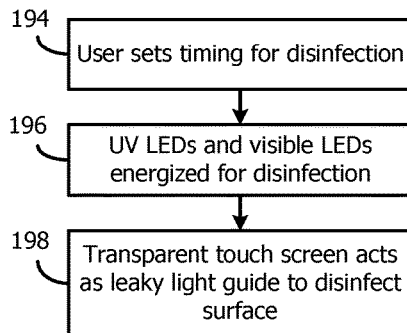 194
User sets timing for disinfection
196
UV LEDs and visible LEDs
energized for disinfection
198
Transparent touch screen acts
as leaky light guide to disinfect
surface